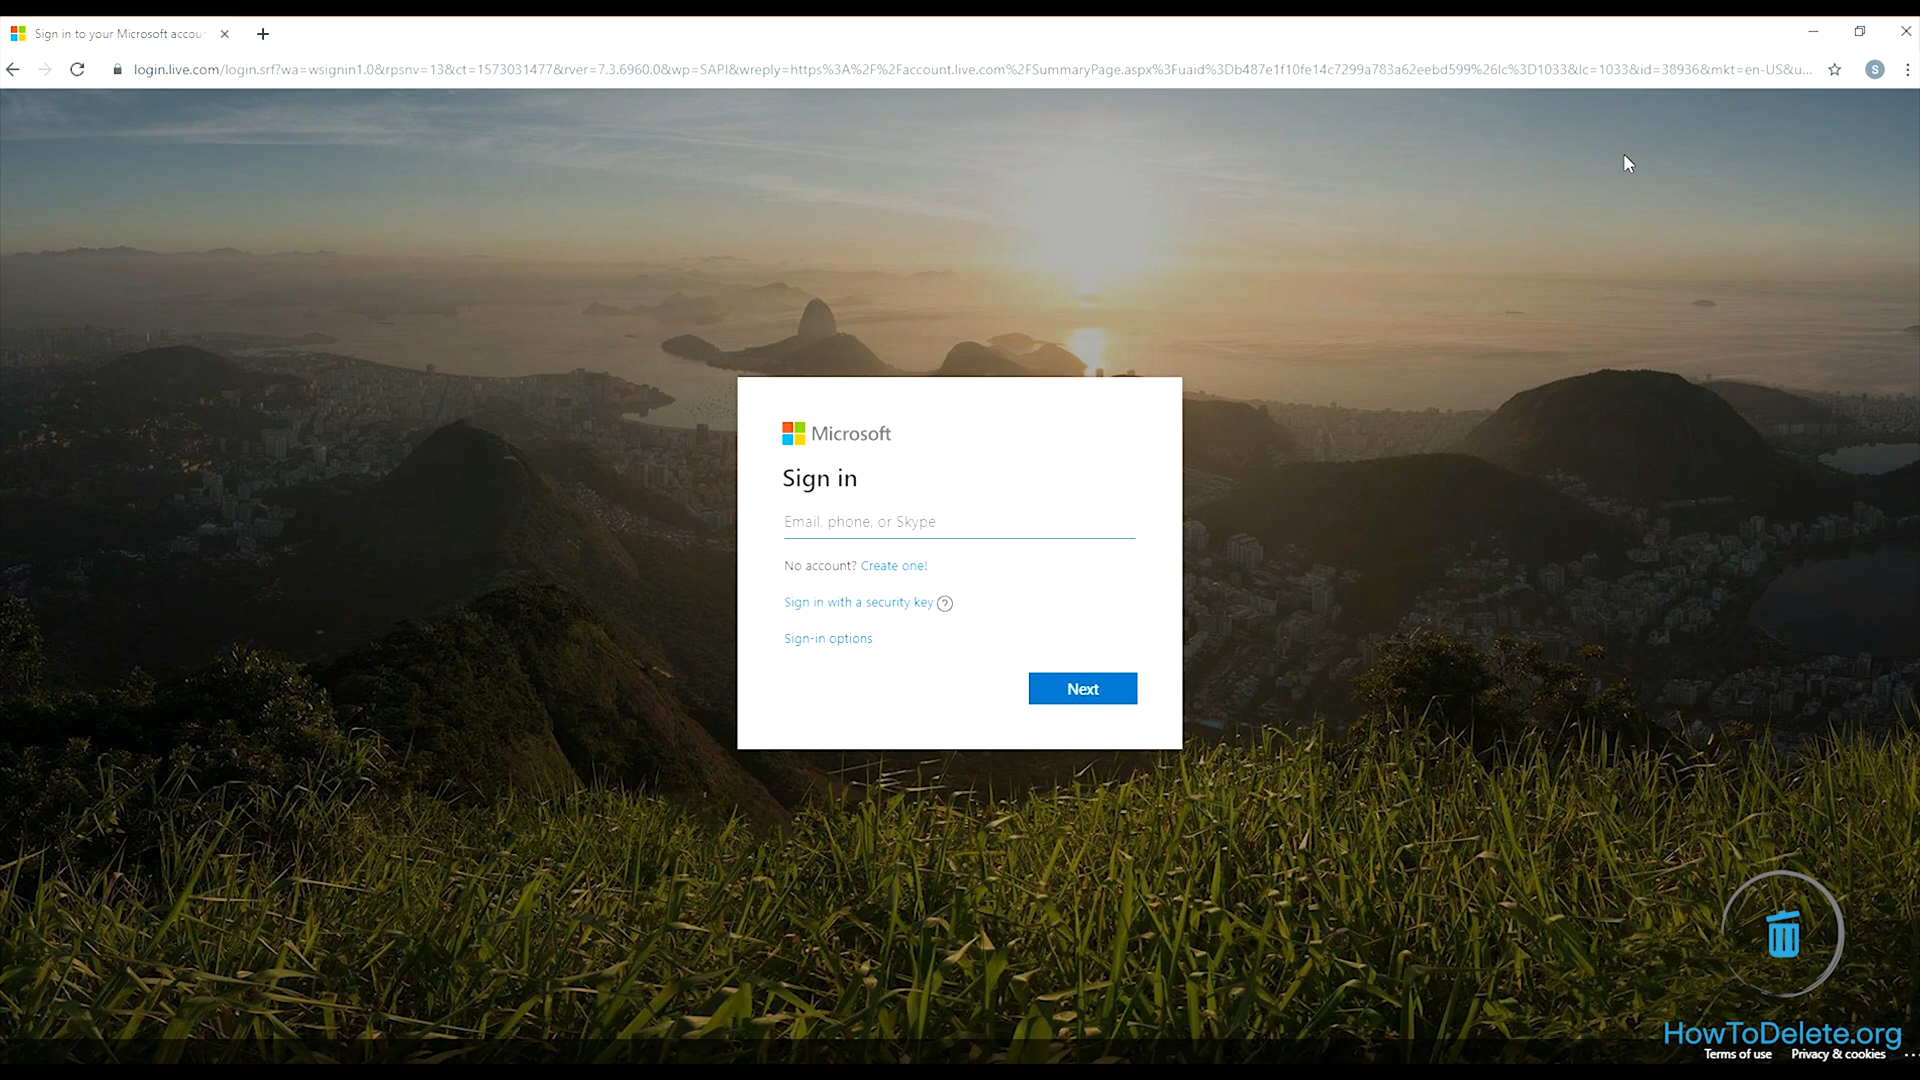 Sign in to your Microsoft accou
login.live.com/login.srf?wa=wsignin1.0&rpsnv=13&ct=1573031477&rver=7.3.6960.0&wp=SAPI&wreply=https%3A%2F%2Faccount.live.com%2FSummaryPage.aspx%3Fuaid%3Db487e1f10fe14c7299a783a62eebd599%26lc%3D1033&lc=1033&id=38936&mkt=en-US&u...
S
Microsoft
Sign in
Email, phone, or Skype
No account? Create one!
Sign in with a security key ?
Sign-in options
Next
HowToDelete.org
Terms of use Privacy & cookies ...